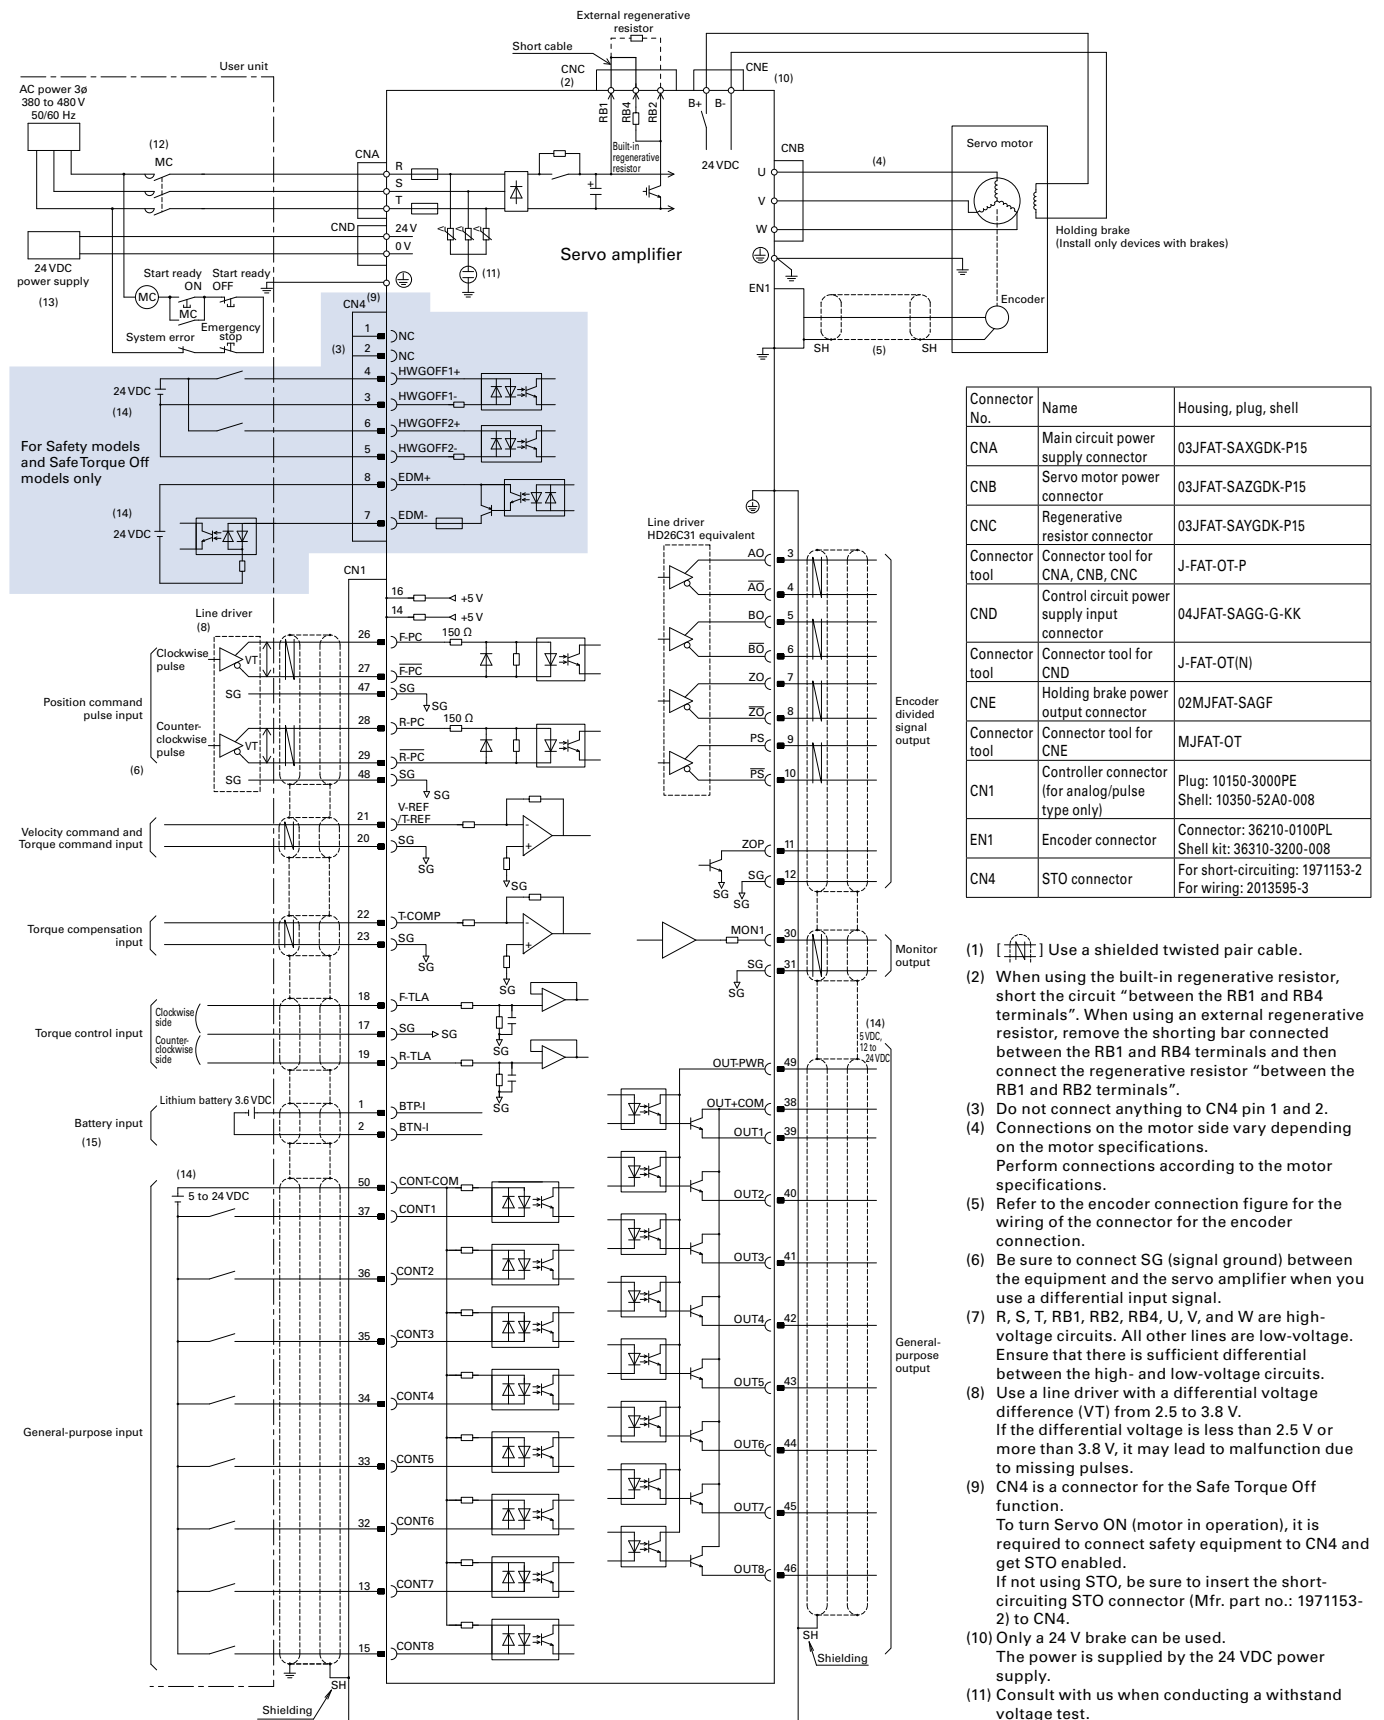 External regenerative
resistor
Short cable
User unit
CNC
(2)
CNE
(10)
AC power 3ø
380 to 480 V
50/60 Hz
RB1
RB4
RB2
B+
B-
(12)
MC
CNA
R
S
T
Built-in
regenerative
resistor
24 VDC
CNB
U
V
W
(4)
Servo motor
CND
24 V
0 V
Servo amplifier
Holding brake
(Install only devices with brakes)
24 VDC
power supply
(13)
Start ready
ON
Start ready
OFF
(11)
MC
MC
(9)
CN4
EN1
Encoder
System error
Emergency
stop
SH
(5)
SH
(3)
1
NC
2
NC
4
HWGOFF1+
24 VDC
(14)
3
HWGOFF1-
6
HWGOFF2+
For Safety models
and Safe Torque Off
models only
5
HWGOFF2-
8
EDM+
(14)
24 VDC
7
EDM-
CN1
16
+5 V
14
+5 V
Line driver
(8)
Clockwise
pulse
VT
26
F-PC
150 Ω
27
F-PC
SG
47
SG
SG
Position command
pulse input
Counter-
clockwise
pulse
(6)
VT
28
R-PC
150 Ω
29
R-PC
SG
48
SG
SG
Velocity command and
Torque command input
21
V-REF
/T-REF
20
SG
SG
-
+
SG
Torque compensation
input
22
T-COMP
23
SG
SG
-
+
SG
Torque control input
Clockwise
side
Counter-
clockwise
side
18
F-TLA
17
SG
SG
SG
19
R-TLA
SG
Battery input
(15)
Lithium battery 3.6 VDC
1
BTP-I
2
BTN-I
General-purpose input
(14)
5 to 24 VDC
50
CONT-COM
37
CONT1
36
CONT2
35
CONT3
34
CONT4
33
CONT5
32
CONT6
13
CONT7
15
CONT8
SH
Shielding
Line driver
HD26C31 equivalent
AO
3
AO
4
BO
5
BO
6
ZO
7
ZO
8
PS
9
PS
10
ZOP
11
SG
12
SG
SG
Encoder
divided
signal
output
MON1
30
SG
31
SG
Monitor
output
(14)
5 VDC,
12 to
24 VDC
OUT-PWR
49
OUT+COM
38
OUT1
39
OUT2
40
OUT3
41
OUT4
42
OUT5
43
OUT6
44
OUT7
45
OUT8
46
General-
purpose
output
SH
Shielding
Connector No. Name Housing, plug, shell
CNA Main circuit power supply connector 03JFAT-SAXGDK-P15
CNB Servo motor power connector 03JFAT-SAZGDK-P15
CNC Regenerative resistor connector 03JFAT-SAYGDK-P15
Connector tool Connector tool for CNA, CNB, CNC J-FAT-OT-P
CND Control circuit power supply input connector 04JFAT-SAGG-G-KK
Connector tool Connector tool for CND J-FAT-OT(N)
CNE Holding brake power output connector 02MJFAT-SAGF
Connector tool Connector tool for CNE MJFAT-OT
CN1 Controller connector (for analog/pulse type only) Plug: 10150-3000PE Shell: 10350-52A0-008
EN1 Encoder connector Connector: 36210-0100PL Shell kit: 36310-3200-008
CN4 STO connector For short-circuiting: 1971153-2 For wiring: 2013595-3
(1) [ ] Use a shielded twisted pair cable.
(2) When using the built-in regenerative resistor,
short the circuit “between the RB1 and RB4
terminals”. When using an external regenerative
resistor, remove the shorting bar connected
between the RB1 and RB4 terminals and then
connect the regenerative resistor “between the
RB1 and RB2 terminals”.
(3) Do not connect anything to CN4 pin 1 and 2.
(4) Connections on the motor side vary depending
on the motor specifications.
Perform connections according to the motor
specifications.
(5) Refer to the encoder connection figure for the
wiring of the connector for the encoder
connection.
(6) Be sure to connect SG (signal ground) between
the equipment and the servo amplifier when you
use a differential input signal.
(7) R, S, T, RB1, RB2, RB4, U, V, and W are high-
voltage circuits. All other lines are low-voltage.
Ensure that there is sufficient differential
between the high- and low-voltage circuits.
(8) Use a line driver with a differential voltage
difference (VT) from 2.5 to 3.8 V.
If the differential voltage is less than 2.5 V or
more than 3.8 V, it may lead to malfunction due
to missing pulses.
(9) CN4 is a connector for the Safe Torque Off
function.
To turn Servo ON (motor in operation), it is
required to connect safety equipment to CN4 and
get STO enabled.
If not using STO, be sure to insert the short-
circuiting STO connector (Mfr. part no.: 1971153-
2) to CN4.
(10) Only a 24 V brake can be used.
The power is supplied by the 24 VDC power
supply.
(11) Consult with us when conducting a withstand
voltage test.